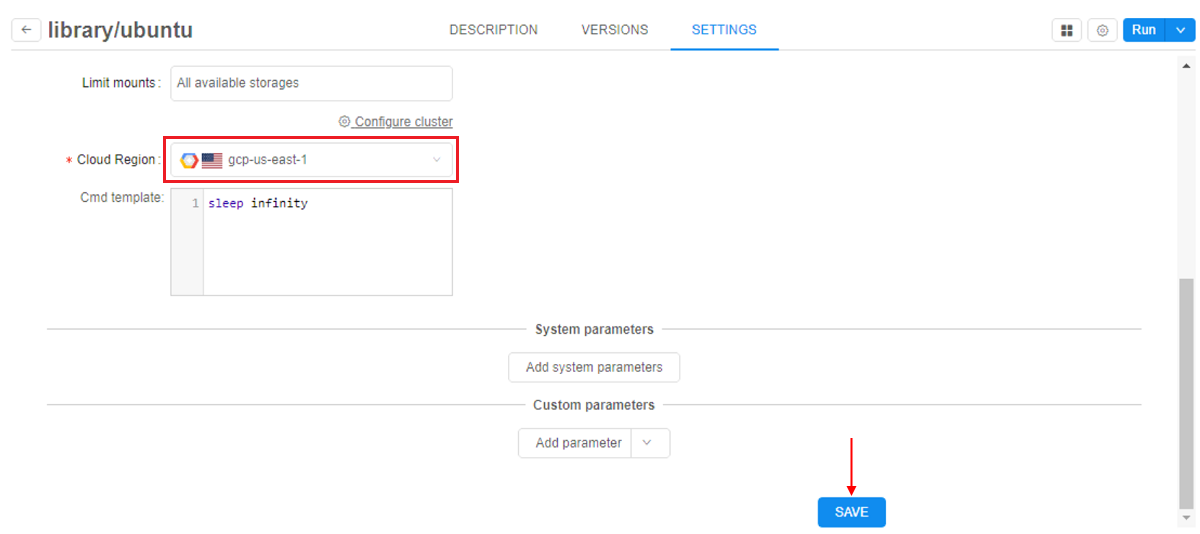 library/ubuntu
DESCRIPTION
VERSIONS
SETTINGS
Run
Limit mounts:
All available storages
Configure cluster
* Cloud Region:
gcp-us-east-1
Cmd template:
1 sleep infinity
System parameters
Add system parameters
Custom parameters
Add parameter
SAVE